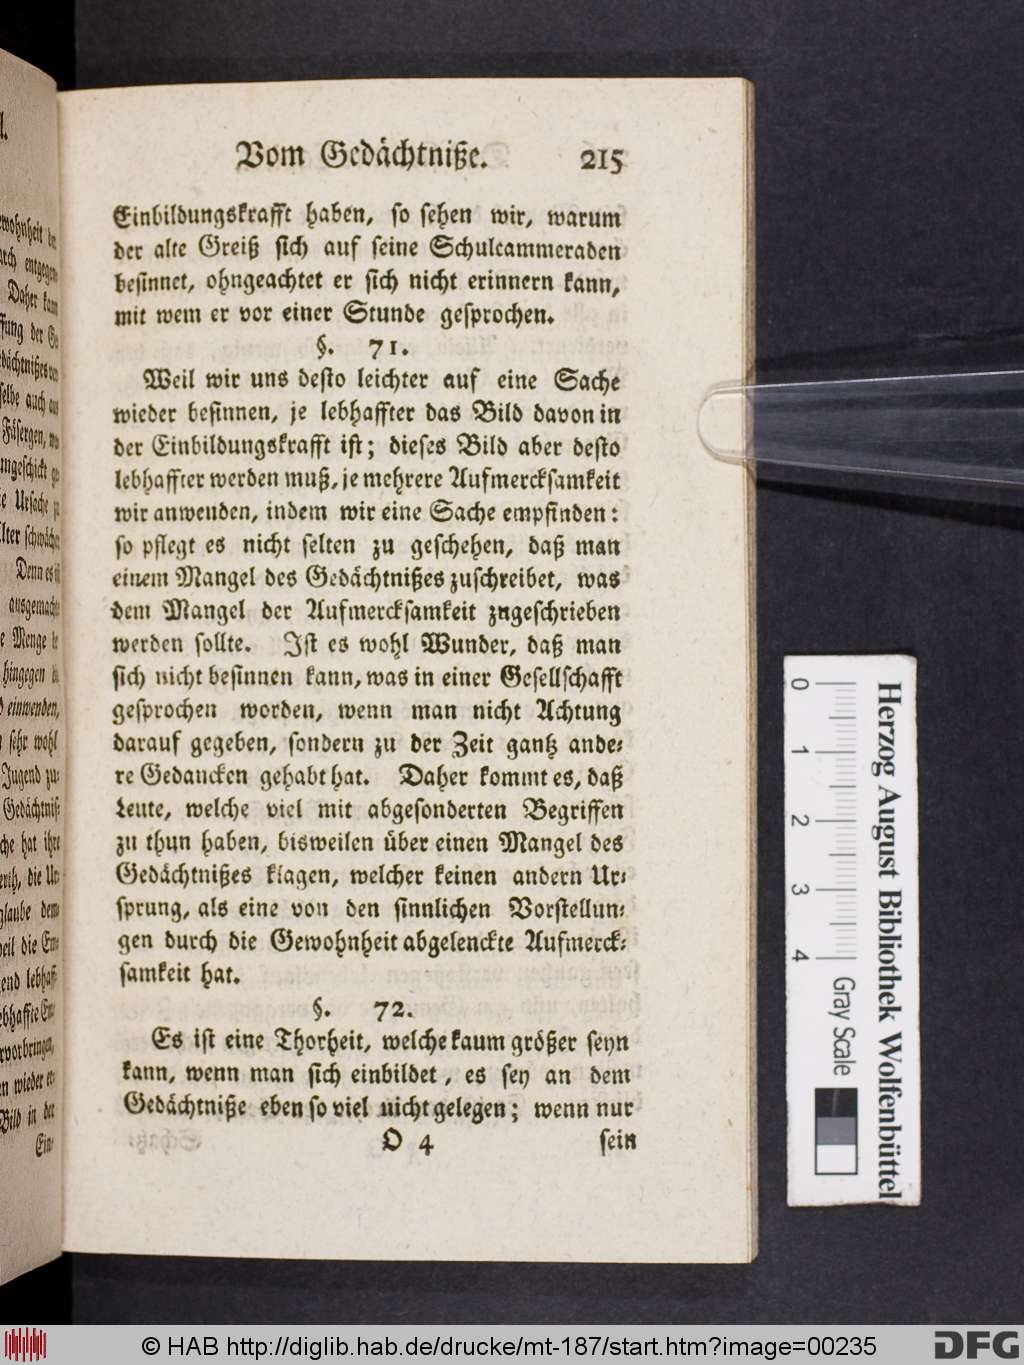 Vom Gedächtniße. 215
Einbildungskrafft haben, so sehen wir, warum
der alte Greiß sich auf seine Schulcammeraden
besinnet, ohngeachtet er sich nicht erinnern kann,
mit wem er vor einer Stunde gesprochen.
§. 71.
Weil wir uns desto leichter auf eine Sache
wieder besinnen, je lebhaffter das Bild davon in
der Einbildungskrafft ist; dieses Bild aber desto
lebhaffter werden muß, je mehrere Aufmercksamkeit
wir anwenden, indem wir eine Sache empfinden:
so pflegt es nicht selten zu geschehen, daß man
einem Mangel des Gedächtnißes zuschreibet, was
dem Mangel der Aufmercksamkeit zugeschrieben
werden sollte. Ist es wohl Wunder, daß man
sich nicht besinnen kann, was in einer Gesellschafft
gesprochen worden, wenn man nicht Achtung
darauf gegeben, sondern zu der Zeit gantz ande-
re Gedancken gehabt hat. Daher kommt es, daß
Leute, welche viel mit abgesonderten Begriffen
zu thun haben, bisweilen über einen Mangel des
Gedächtnißes klagen, welcher keinen andern Ur-
sprung, als eine von den sinnlichen Vorstellun-
gen durch die Gewohnheit abgelenckte Aufmerck-
samkeit hat.
§. 72.
Es ist eine Thorheit, welche kaum größer seyn
kann, wenn man sich einbildet, es sey an dem
Gedächtniße eben so viel nicht gelegen; wenn nur
O 4 sein
0 1 2 3 4
Gray Scale
Herzog August Bibliothek Wolfenbüttel
© HAB http://diglib.hab.de/drucke/mt-187/start.htm?image=00235
DFG